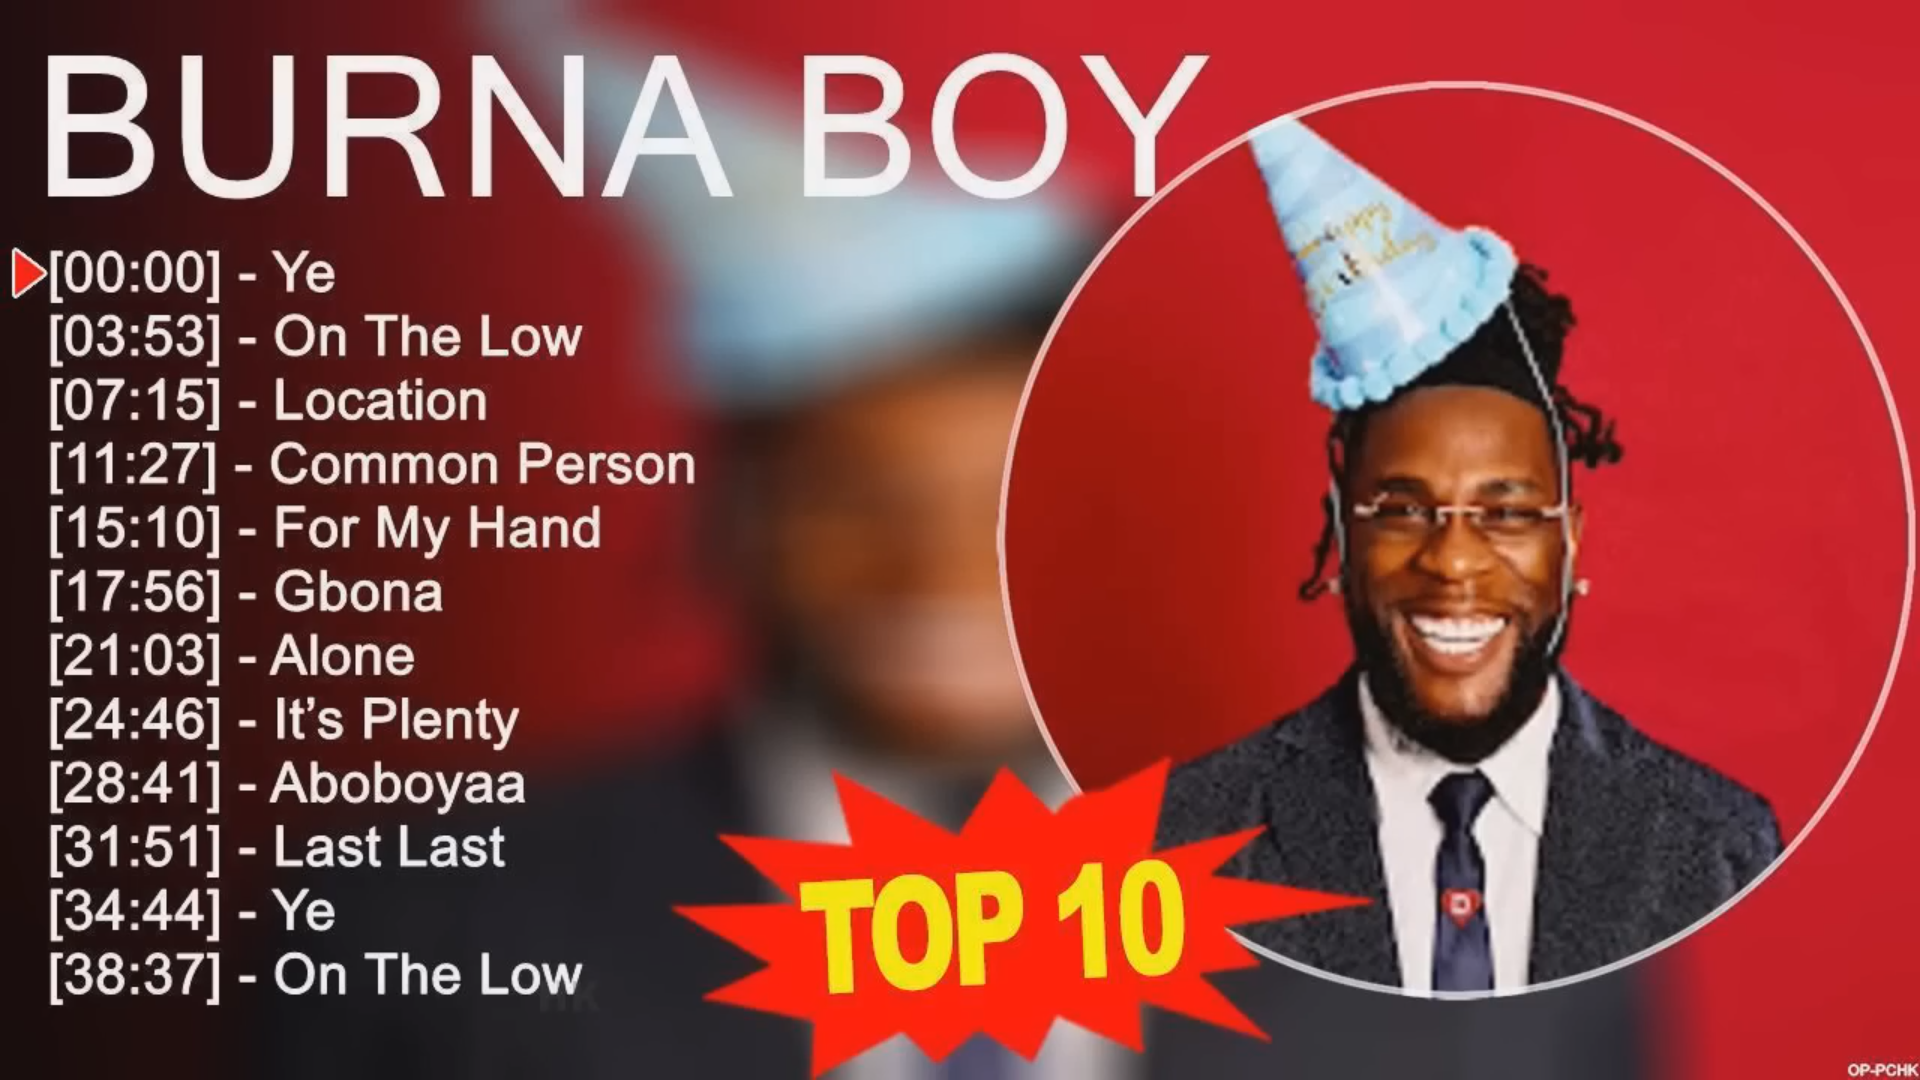 BURNA BOY
[00:00] - Ye
[03:53] - On The Low
[07:15] - Location
[11:27] - Common Person
[15:10] - For My Hand
[17:56] - Gbona
[21:03] - Alone
[24:46] - It’s Plenty
[28:41] - Aboboyaa
[31:51] - Last Last
[34:44] - Ye
[38:37] - On The Low
TOP 10
OP-PCHK